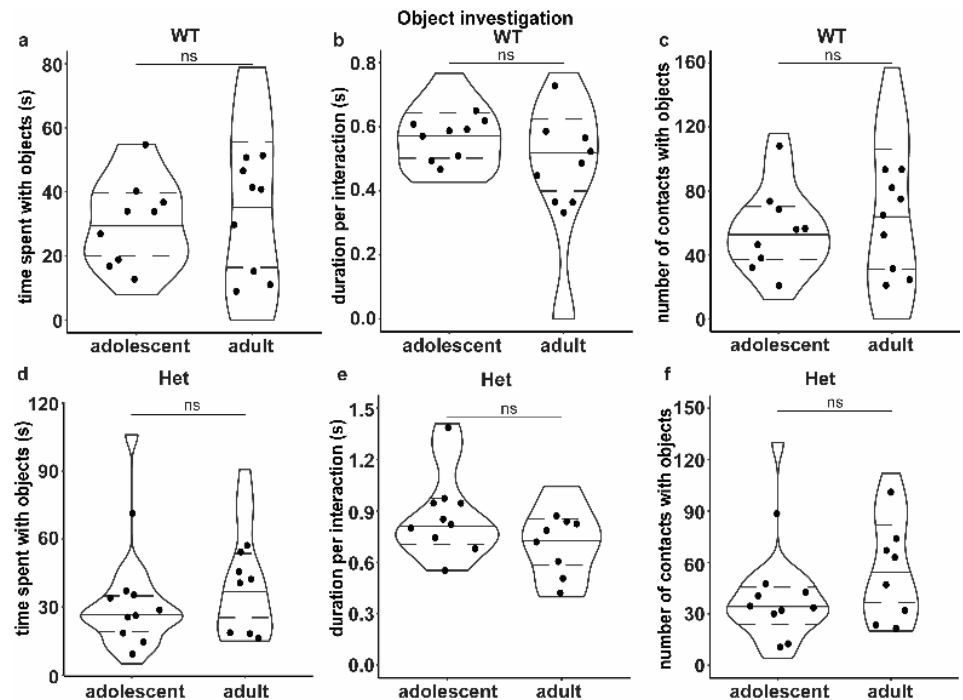 Object investigation
a
WT
ns
time spent with objects (s)
80
60
40
20
0
adolescent
adult
b
WT
ns
duration per interaction (s)
0.8
0.6
0.4
0.2
0.0
adolescent
adult
c
WT
ns
number of contacts with objects
160
120
80
40
0
adolescent
adult
d
Het
ns
time spent with objects (s)
120
90
60
30
0
adolescent
adult
e
Het
ns
duration per interaction (s)
1.5
1.2
0.9
0.6
0.3
0.0
adolescent
adult
f
Het
ns
number of contacts with objects
150
120
90
60
30
0
adolescent
adult